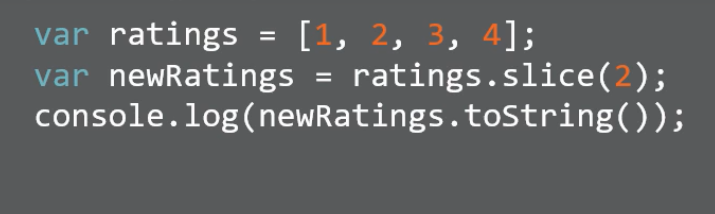 var ratings = [1, 2, 3, 4];
var newRatings = ratings.slice(2);
console.log(newRatings.toString());